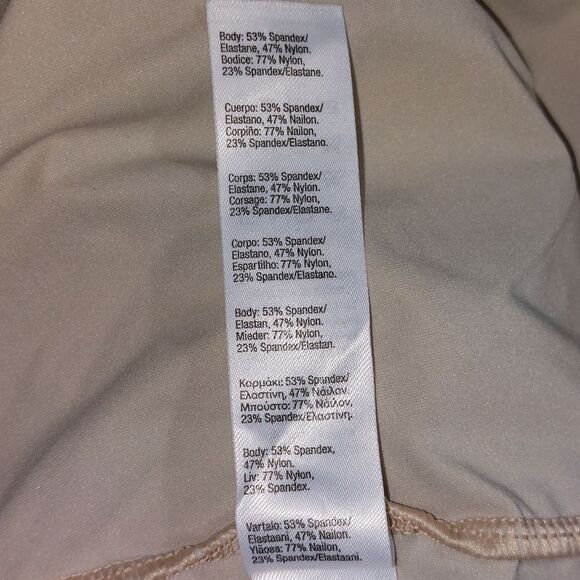 Body: 53% Spandex/
Elastane, 47% Nylon.
Bodice: 77% Nylon,
23% Spandex/Elastane.
Cuerpo: 53% Spandex/
Elastano, 47% Nailon.
Corpiño: 77% Nailon,
23% Spandex/Elastano.
Corps: 53% Spandex/
Elastane, 47% Nylon.
Corsage: 77% Nylon,
23% Spandex/Elastane.
Corpo: 53% Spandex/
Elastano, 47% Nylon.
Espartilho: 77% Nylon,
23% Spandex/Elastano.
Body: 53% Spandex/
Elastan, 47% Nylon.
Mieder: 77% Nylon,
23% Spandex/Elastan.
Κορμάκι: 53% Spandex/
Ελαστίνη, 47% Νάιλον.
Μπούστο: 77% Νάιλον,
23% Spandex/Ελαστίνη.
Body: 53% Spandex,
47% Nylon.
Liv: 77% Nylon,
23% Spandex.
Vartalo: 53% Spandex/
Elastaani, 47% Nailon.
Yläosa: 77% Nailon,
23% Spandex/Elastaani.